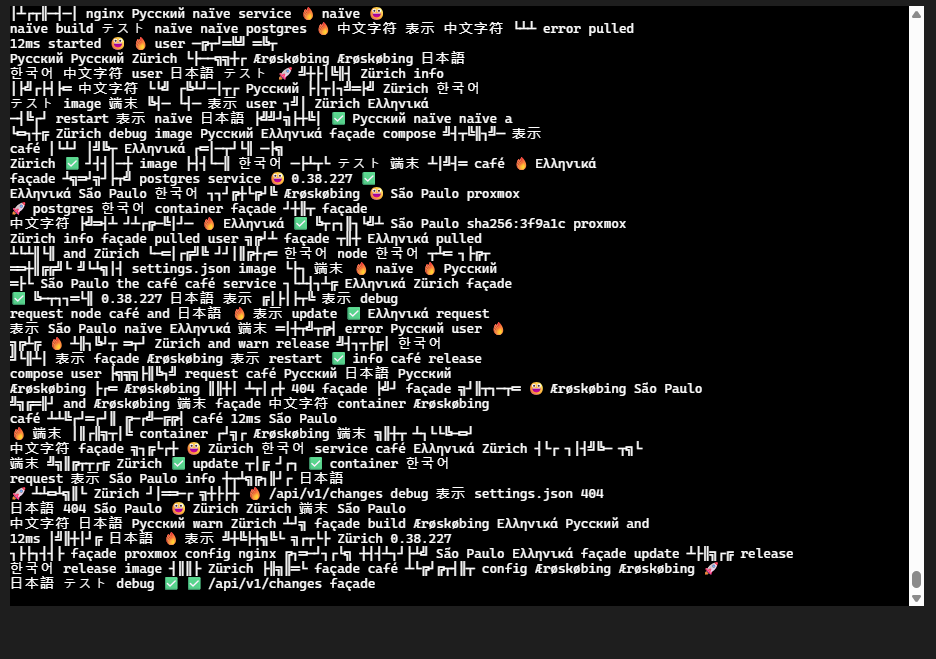 nginx Русский naïve service 🔥 naïve 😀
naïve build テスト naïve naïve postgres 🔥 中文字符 表示 中文字符 error pulled
12ms started 😀 🔥 user
Русский Русский Zürich Ærøskøbing Ærøskøbing 日本語
한국어 中文字符 user 日本語 テスト 🚀 Zürich info
中文字符 Русский Zürich 한국어
テスト image 端末 表示 user Zürich Ελληνικά
restart 表示 naïve 日本語 ✅ Русский naïve naïve a
Zürich debug image Русский Ελληνικά façade compose 表示
café Ελληνικά
Zürich ✅ image 한국어 テスト 端末 café 🔥 Ελληνικά
façade postgres service 😀 0.38.227 ✅
Ελληνικά São Paulo 한국어 Ærøskøbing 😀 São Paulo proxmox
🚀 postgres 한국어 container façade façade
中文字符 🔥 Ελληνικά ✅ São Paulo sha256:3f9a1c proxmox
Zürich info façade pulled user façade Ελληνικά pulled
and Zürich 한국어 node 한국어
settings.json image 端末 🔥 naïve 🔥 Русский
São Paulo the café café service Ελληνικά Zürich façade
✅ 0.38.227 日本語 表示 表示 debug
request node café and 日本語 🔥 表示 update ✅ Ελληνικά request
表示 São Paulo naïve Ελληνικά 端末 error Русский user 🔥
🔥 Zürich and warn release 한국어
表示 façade Ærøskøbing 表示 restart ✅ info café release
compose user request café Русский 日本語 Русский
Ærøskøbing Ærøskøbing 404 façade façade 😀 Ærøskøbing São Paulo
and Ærøskøbing 端末 façade 中文字符 container Ærøskøbing
café café 12ms São Paulo
🔥 端末 container Ærøskøbing 端末
中文字符 façade 😀 Zürich 한국어 service café Ελληνικά Zürich
端末 Zürich ✅ update ✅ container 한국어
request 表示 São Paulo info 日本語
🚀 Zürich 🔥 /api/v1/changes debug 表示 settings.json 404
日本語 404 São Paulo 😀 Zürich Zürich 端末 São Paulo
中文字符 日本語 Русский warn Zürich façade build Ærøskøbing Ελληνικά Русский and
12ms 日本語 🔥 表示 Zürich 0.38.227
façade proxmox config nginx São Paulo Ελληνικά façade update release
한국어 release image Zürich façade café config Ærøskøbing Ærøskøbing 🚀
日本語 テスト debug ✅ ✅ /api/v1/changes façade